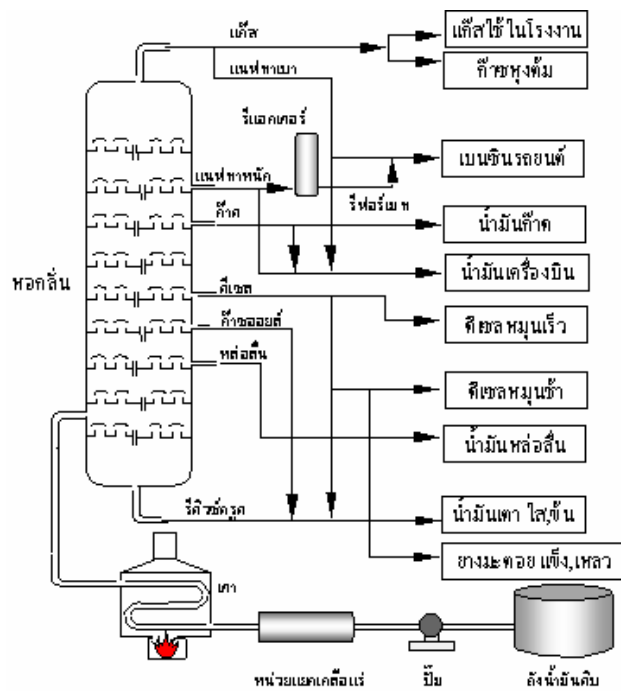 แก๊ส
แก๊สใช้ในโรงงาน
ก๊าซหุงต้ม
แนฟทาเบา
รีแอคเตอร์
เบนซินรถยนต์
แนฟทาหนัก
รีฟอร์เมท
ก๊าด
น้ำมันก๊าด
หอกลั่น
น้ำมันเครื่องบิน
ดีเซล
ดีเซลหมุนเร็ว
ก๊าซออยล์
หล่อลื่น
ดีเซลหมุนช้า
น้ำมันหล่อลื่น
รีดิวซ์ครูด
น้ำมันเตา ใส,ข้น
ยางมะตอย แข็ง,เหลว
เตา
หน่วยแยกเกลือแร่
ปั๊ม
ถังน้ำมันดิบ